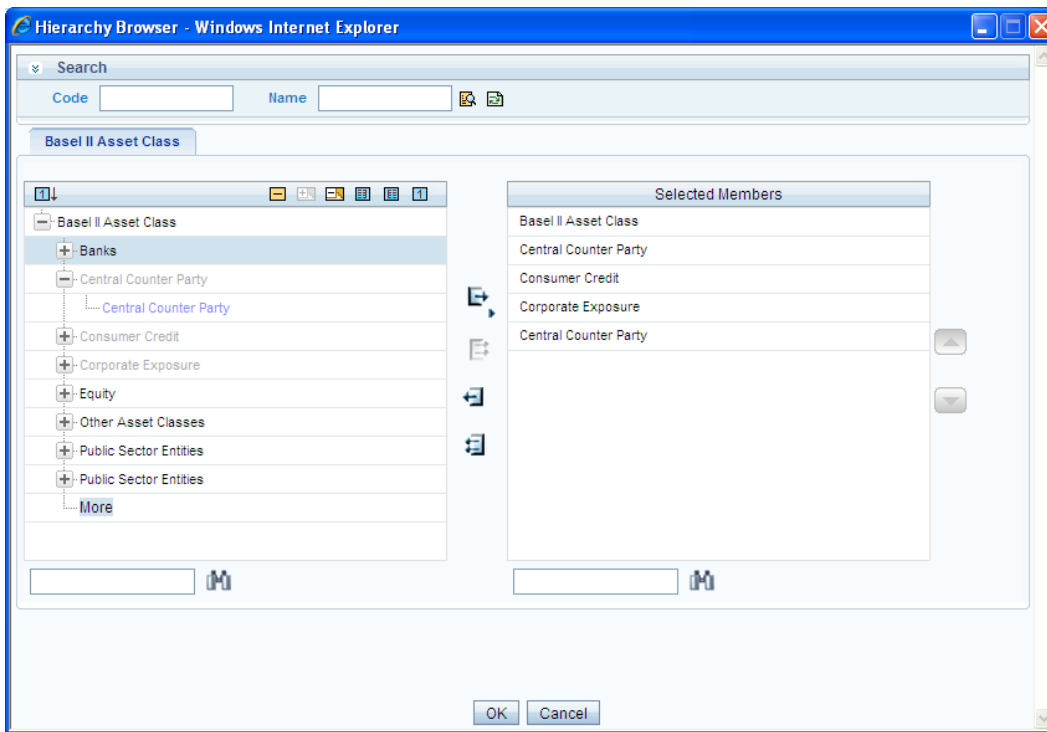 Hierarchy Browser - Windows Internet Explorer
Search
Code
Name
Basel II Asset Class
Basel II Asset Class
Banks
Central Counter Party
Central Counter Party
Consumer Credit
Corporate Exposure
Equity
Other Asset Classes
Public Sector Entities
Public Sector Entities
More
Selected Members
Basel II Asset Class
Central Counter Party
Consumer Credit
Corporate Exposure
Central Counter Party
OK
Cancel